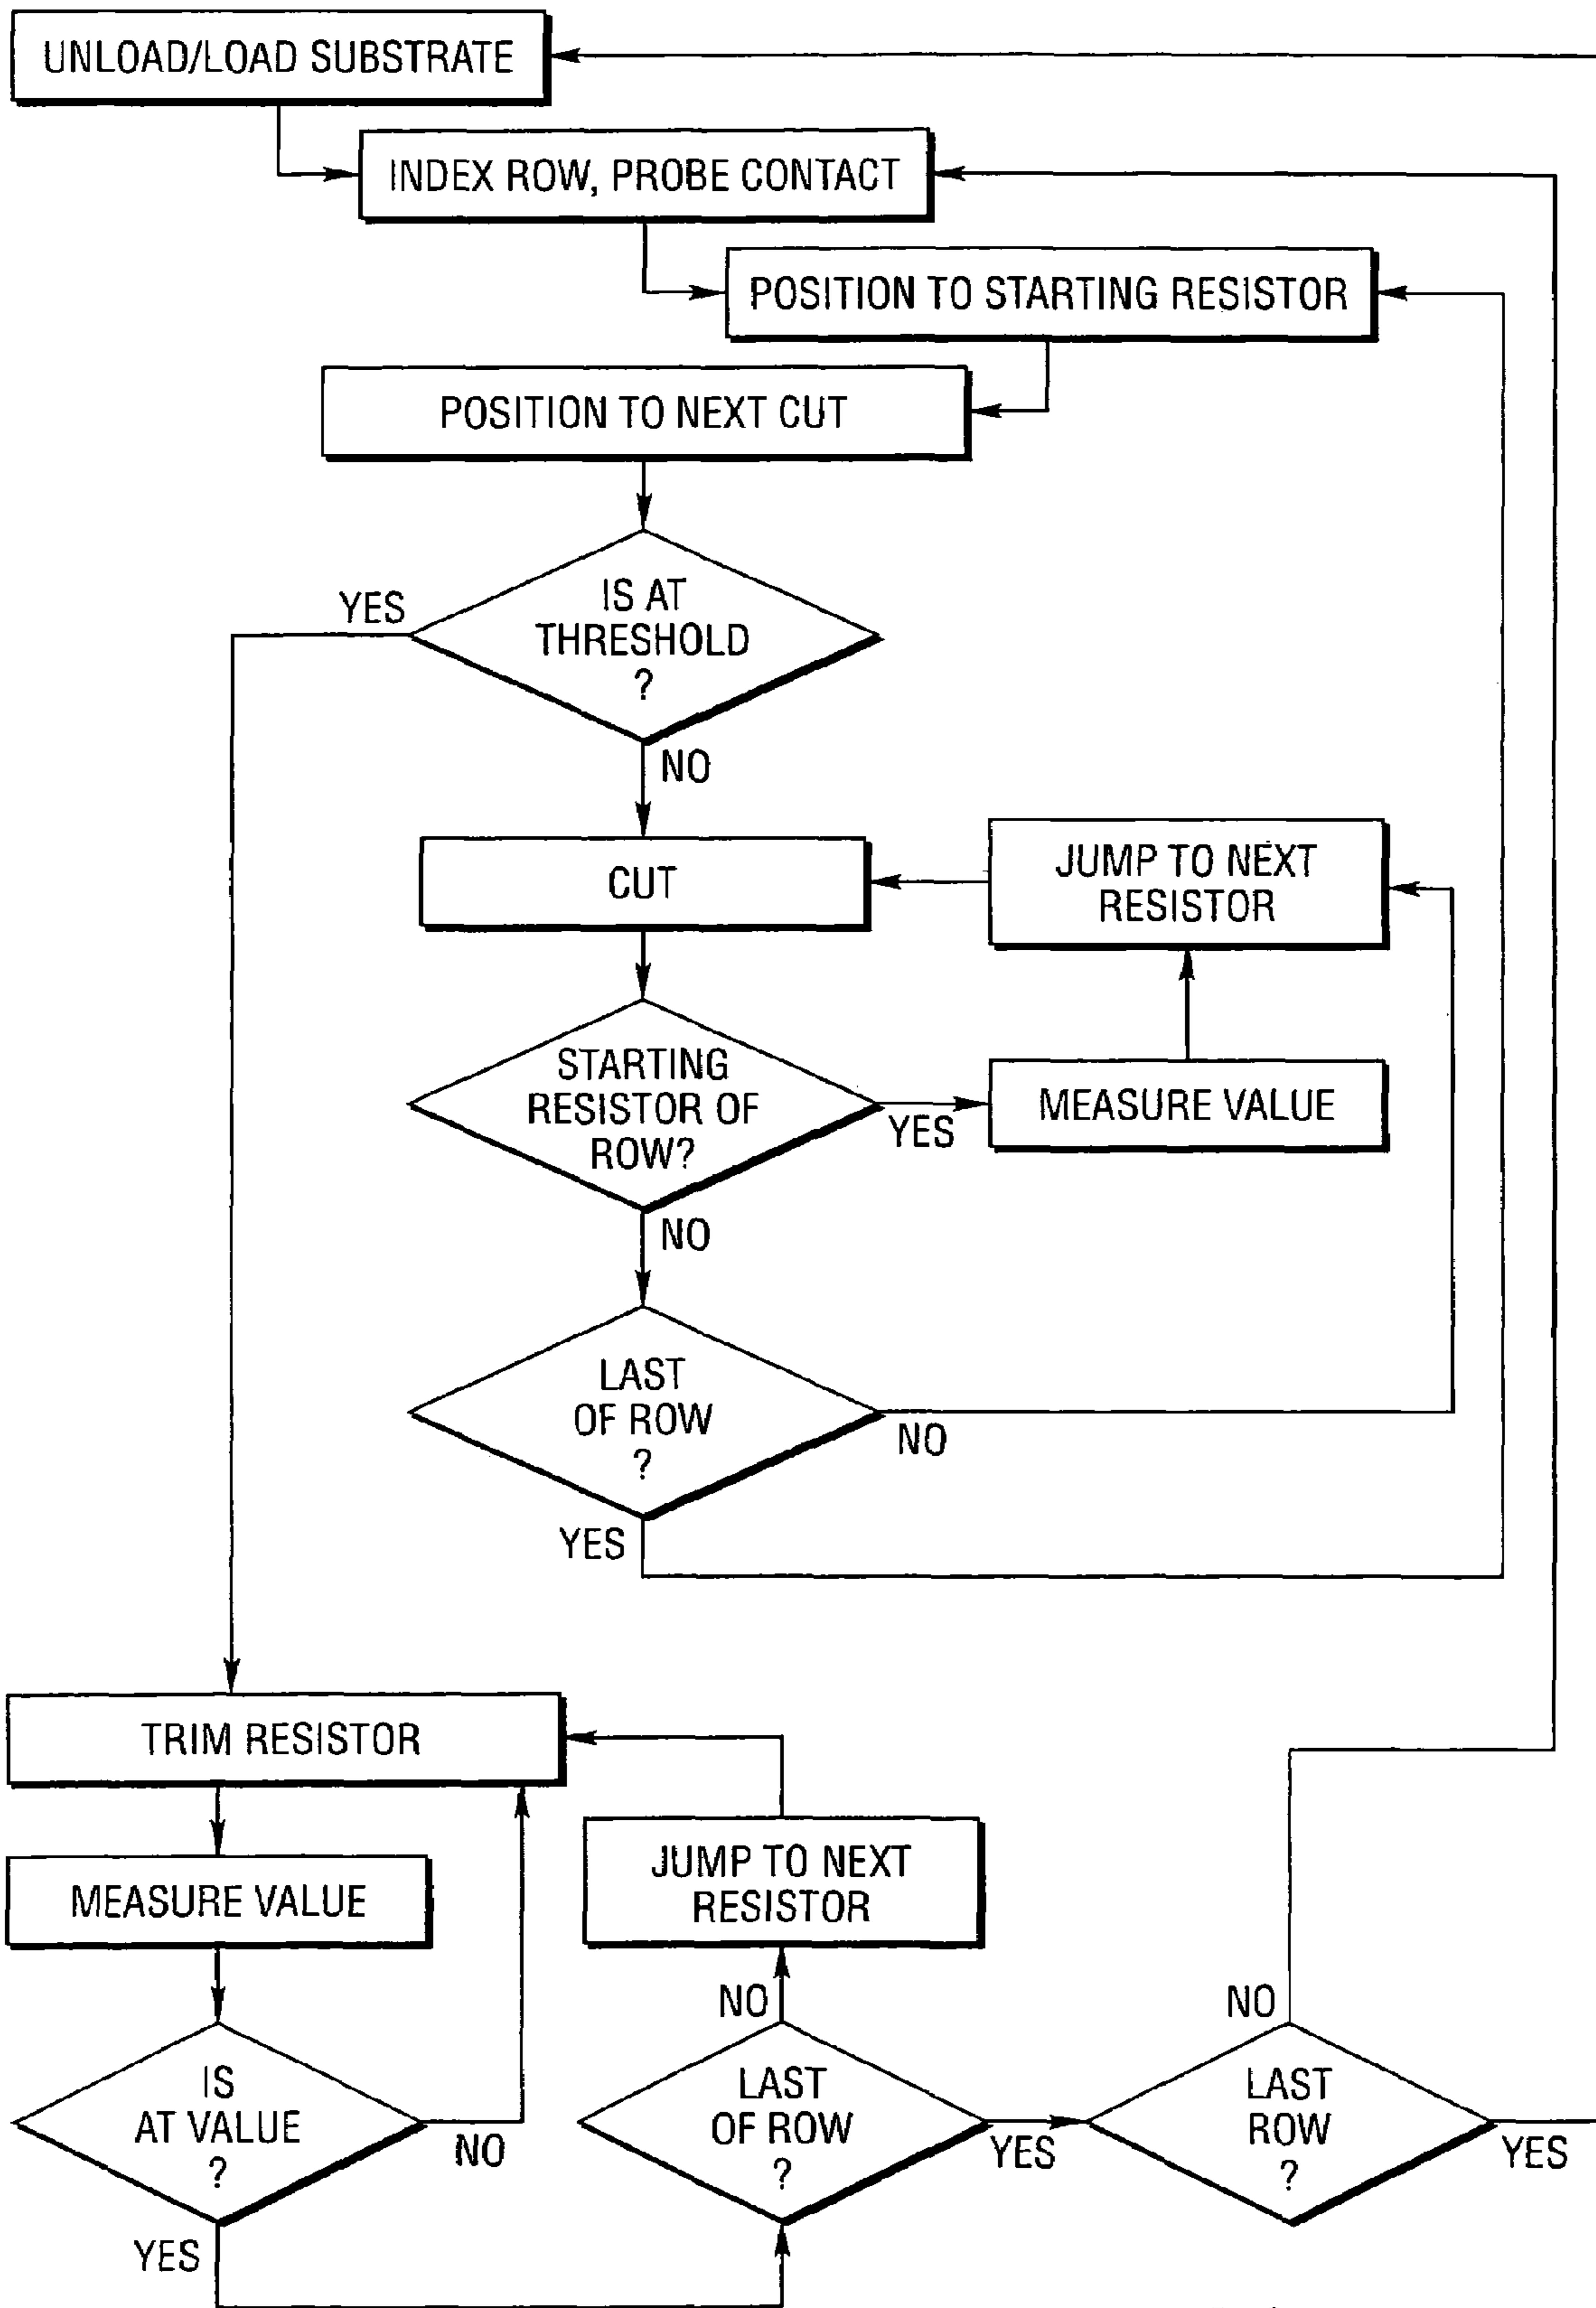 UNLOAD/LOAD SUBSTRATE
INDEX ROW, PROBE CONTACT
POSITION TO STARTING RESISTOR
POSITION TO NEXT CUT
IS AT
THRESHOLD
?
YES
NO
CUT
JUMP TO NEXT
RESISTOR
STARTING
RESISTOR OF
ROW?
YES
MEASURE VALUE
NO
LAST
OF ROW
?
NO
YES
TRIM RESISTOR
MEASURE VALUE
JUMP TO NEXT
RESISTOR
IS
AT VALUE
?
NO
YES
NO
LAST
OF ROW
?
YES
NO
LAST
ROW
?
YES